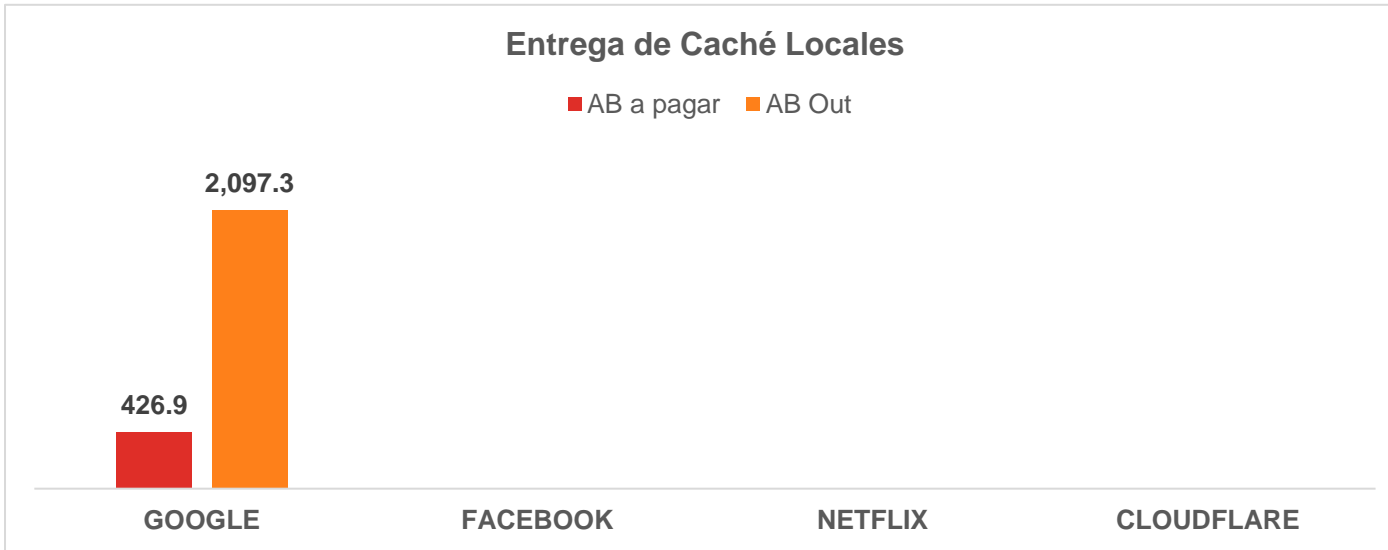 Entrega de Caché Locales
AB a pagar AB Out
2,097.3
426.9
GOOGLE FACEBOOK NETFLIX CLOUDFLARE